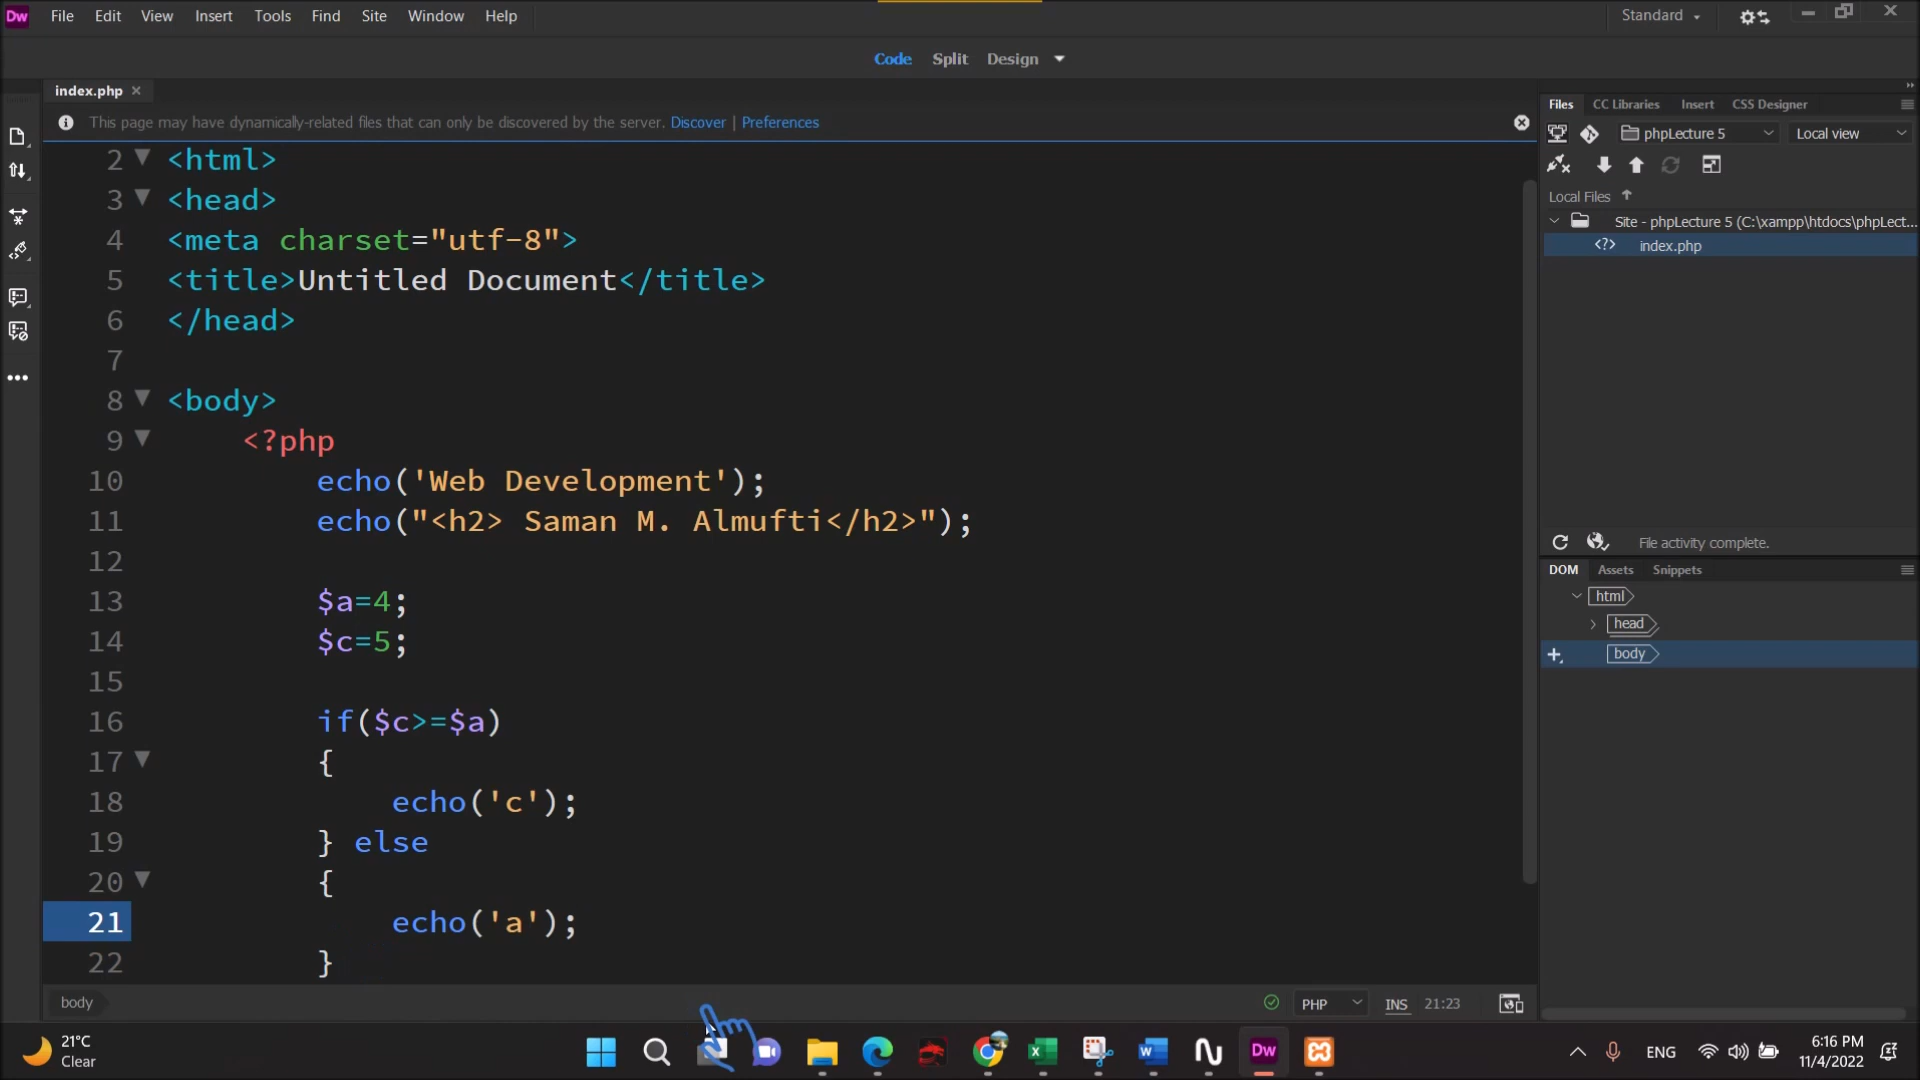 Dw File Edit View Insert Tools Find Site Window Help Standard
Code Split Design
index.php
This page may have dynamically-related files that can only be discovered by the server. Discover | Preferences
2 <html>
3 <head>
4 <meta charset="utf-8">
5 <title>Untitled Document</title>
6 </head>
7
8 <body>
9 <?php
10 echo('Web Development');
11 echo("<h2> Saman M. Almufti</h2>");
12
13 $a=4;
14 $c=5;
15
16 if($c>=$a)
17 {
18 echo('c');
19 } else
20 {
21 echo('a');
22 }
body
PHP INS 21:23
Files CC Libraries Insert CSS Designer
phpLecture 5 Local view
Local Files
Site - phpLecture 5 (C:\xampp\htdocs\phpLect...
<?> index.php
File activity complete.
DOM Assets Snippets
html
head
body
21°C
Clear
Dw
ENG
6:16 PM
11/4/2022